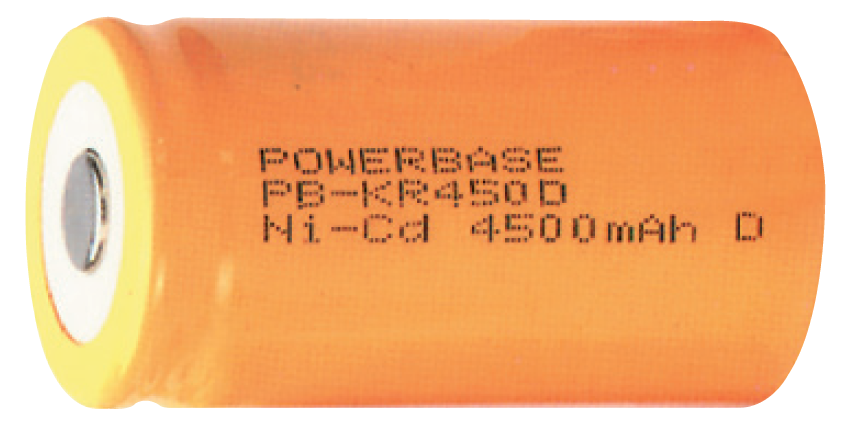 POWERBASE
PB-KR450D
Ni-Cd 4500mAh D